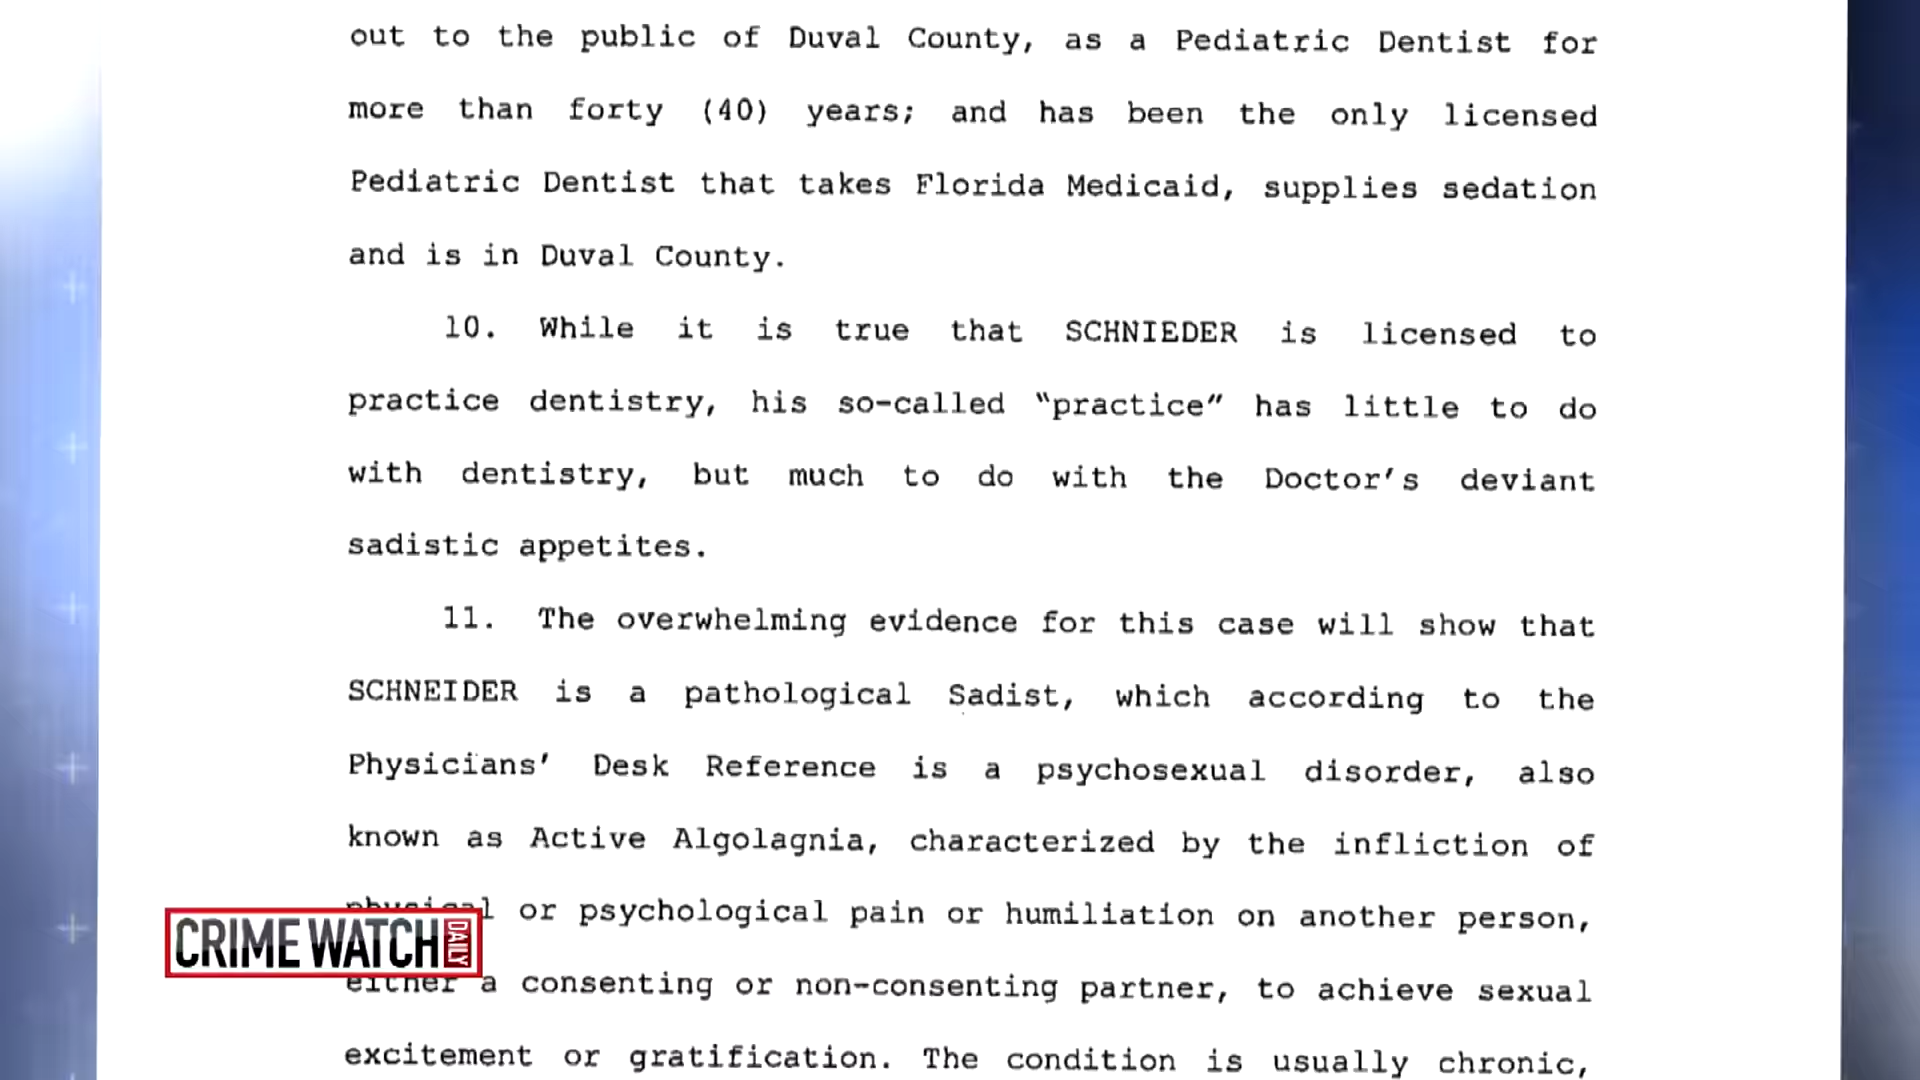 out to the public of Duval County, as a Pediatric Dentist for
more than forty (40) years; and has been the only licensed
Pediatric Dentist that takes Florida Medicaid, supplies sedation
and is in Duval County.
10. While it is true that SCHNIEDER is licensed to
practice dentistry, his so-called “practice” has little to do
with dentistry, but much to do with the Doctor’s deviant
sadistic appetites.
11. The overwhelming evidence for this case will show that
SCHNEIDER is a pathological Sadist, which according to the
Physicians’ Desk Reference is a psychosexual disorder, also
known as Active Algolagnia, characterized by the infliction of
physical or psychological pain or humiliation on another person,
either a consenting or non-consenting partner, to achieve sexual
excitement or gratification. The condition is usually chronic,
CRIME WATCH DAILY